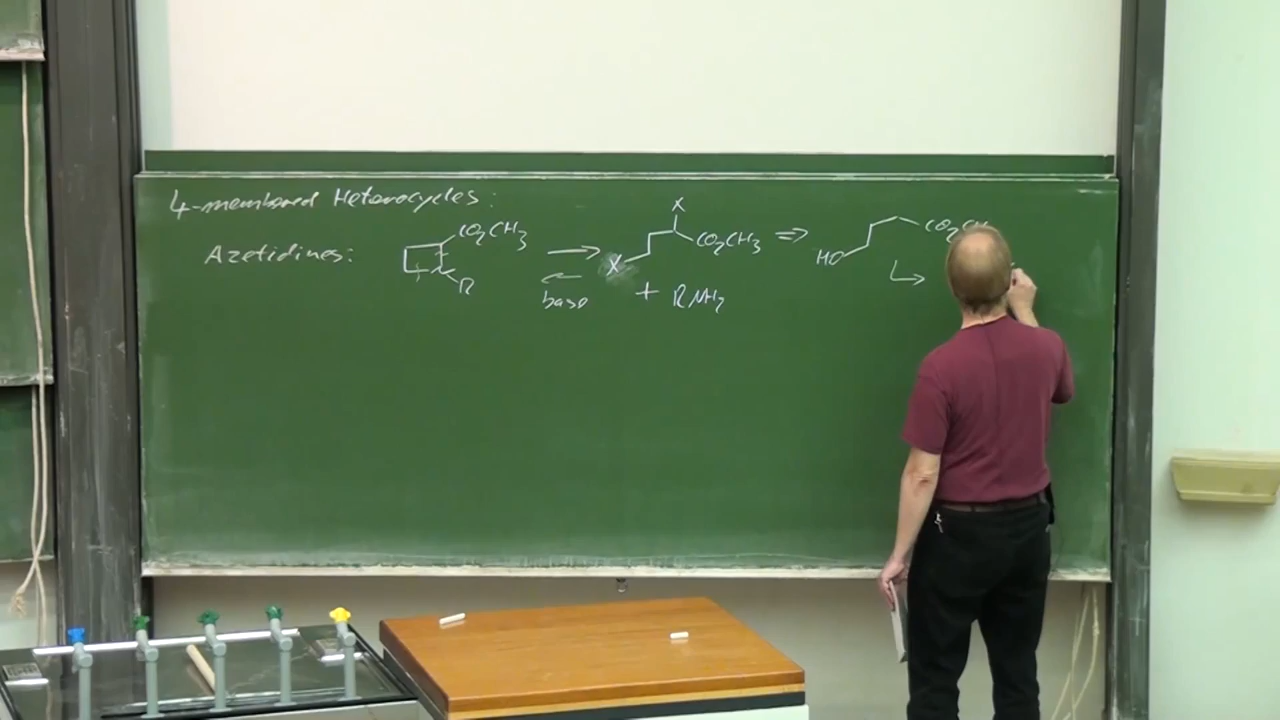 4-membered Heterocycles:
Azetidines:
CO2CH3
N
R
base
X
X
CO2CH3
+ RNH2
HO